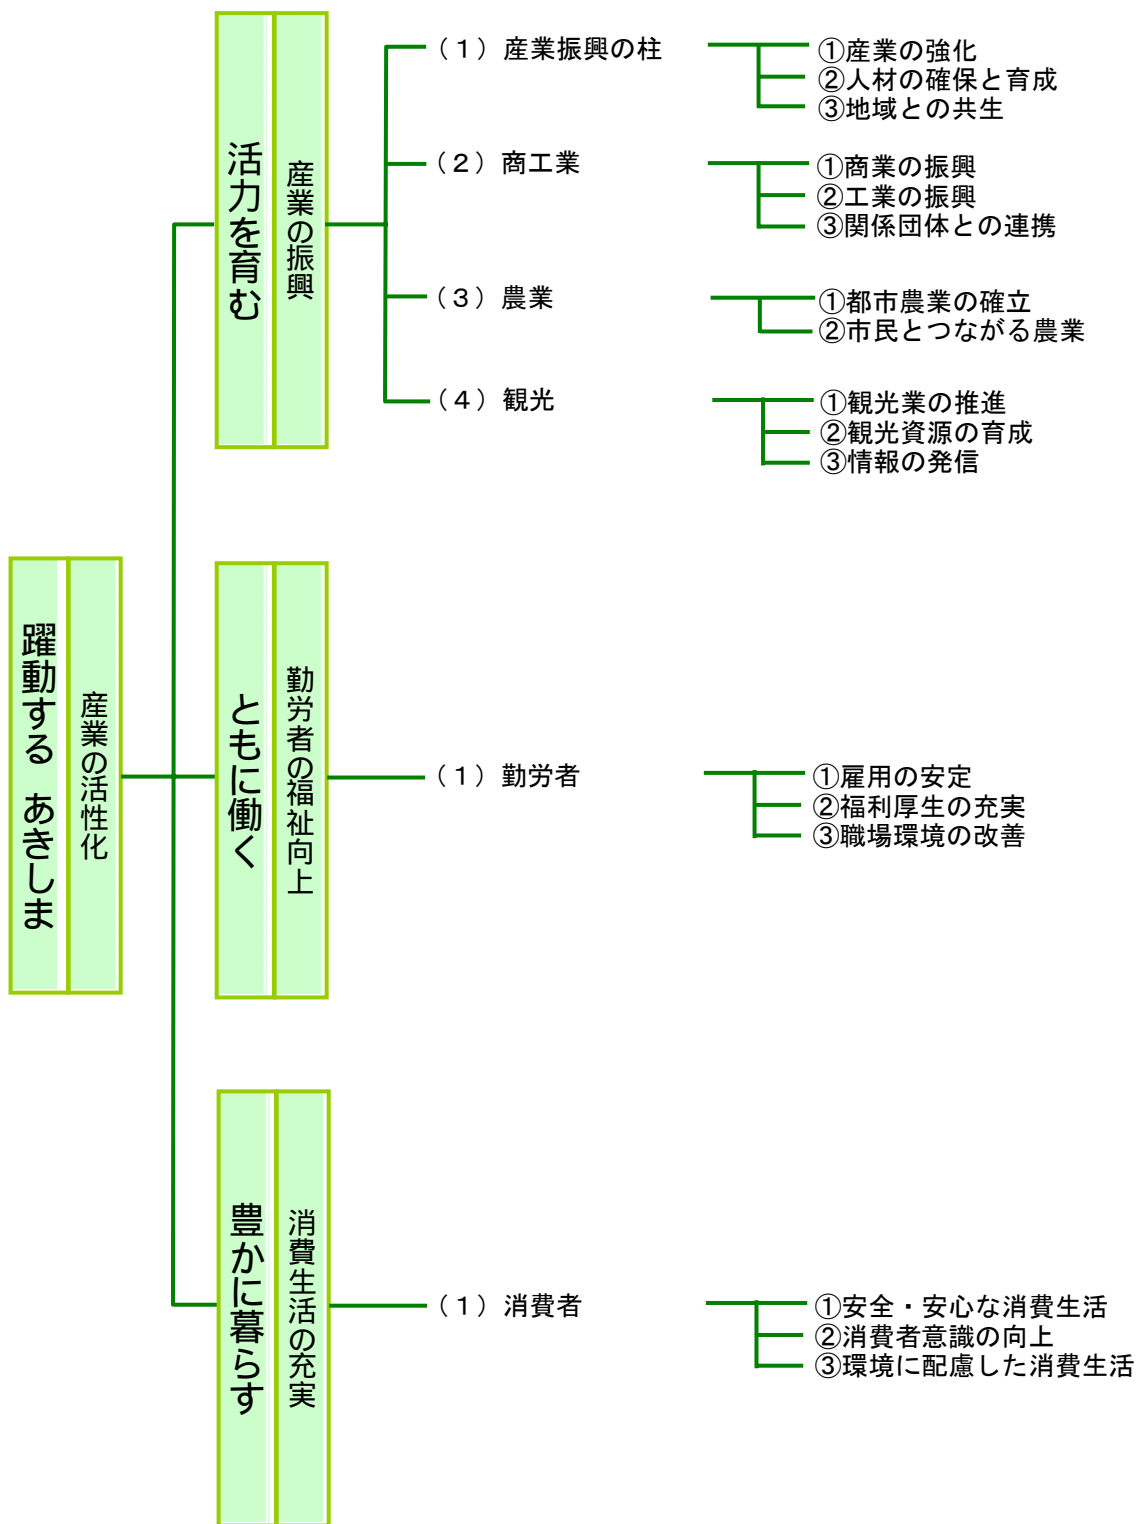 躍動する あきしま
産業の活性化
活力を育む
産業の振興
(1)産業振興の柱
①産業の強化
②人材の確保と育成
③地域との共生
(2)商工業
①商業の振興
②工業の振興
③関係団体との連携
(3)農業
①都市農業の確立
②市民とつながる農業
(4)観光
①観光業の推進
②観光資源の育成
③情報の発信
ともに働く
勤労者の福祉向上
(1)勤労者
①雇用の安定
②福利厚生の充実
③職場環境の改善
豊かに暮らす
消費生活の充実
(1)消費者
①安全・安心な消費生活
②消費者意識の向上
③環境に配慮した消費生活